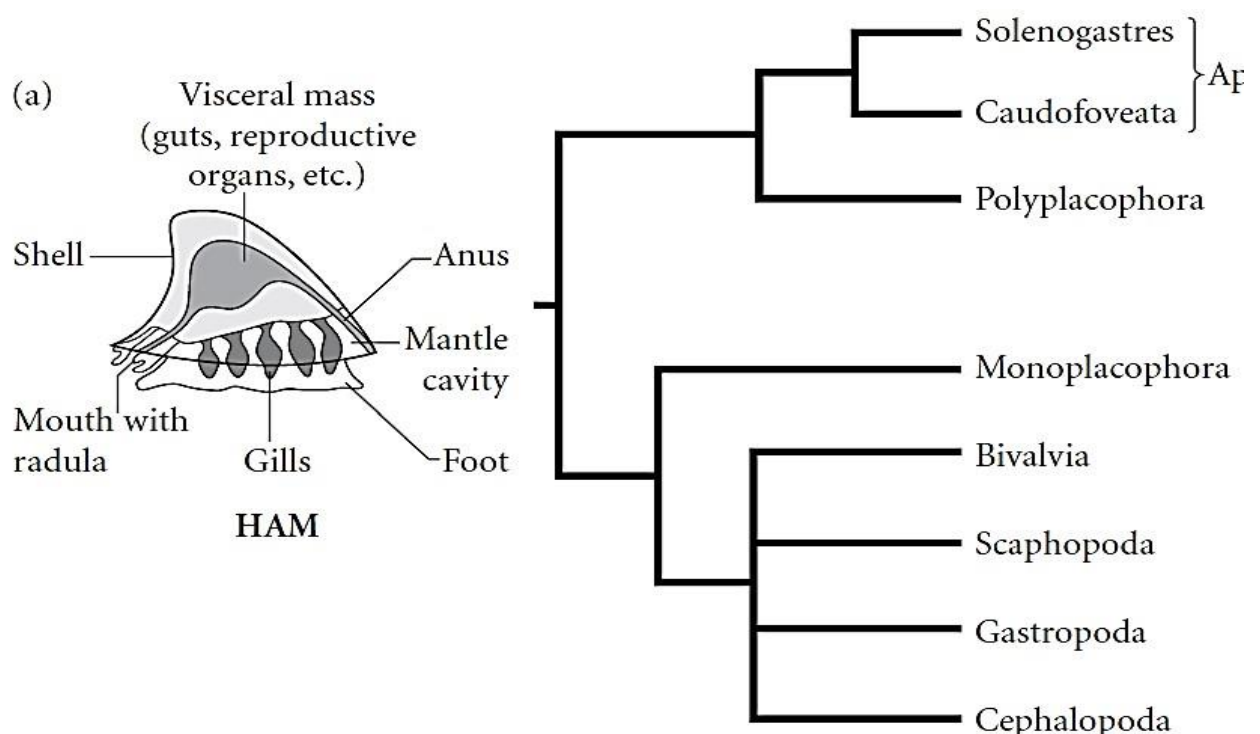 (a)
Visceral mass
(guts, reproductive
organs, etc.)
Shell
Anus
Mantle
cavity
Mouth with
radula
Gills
Foot
HAM
Solenogastres
Caudofoveata
Ap
Polyplacophora
Monoplacophora
Bivalvia
Scaphopoda
Gastropoda
Cephalopoda